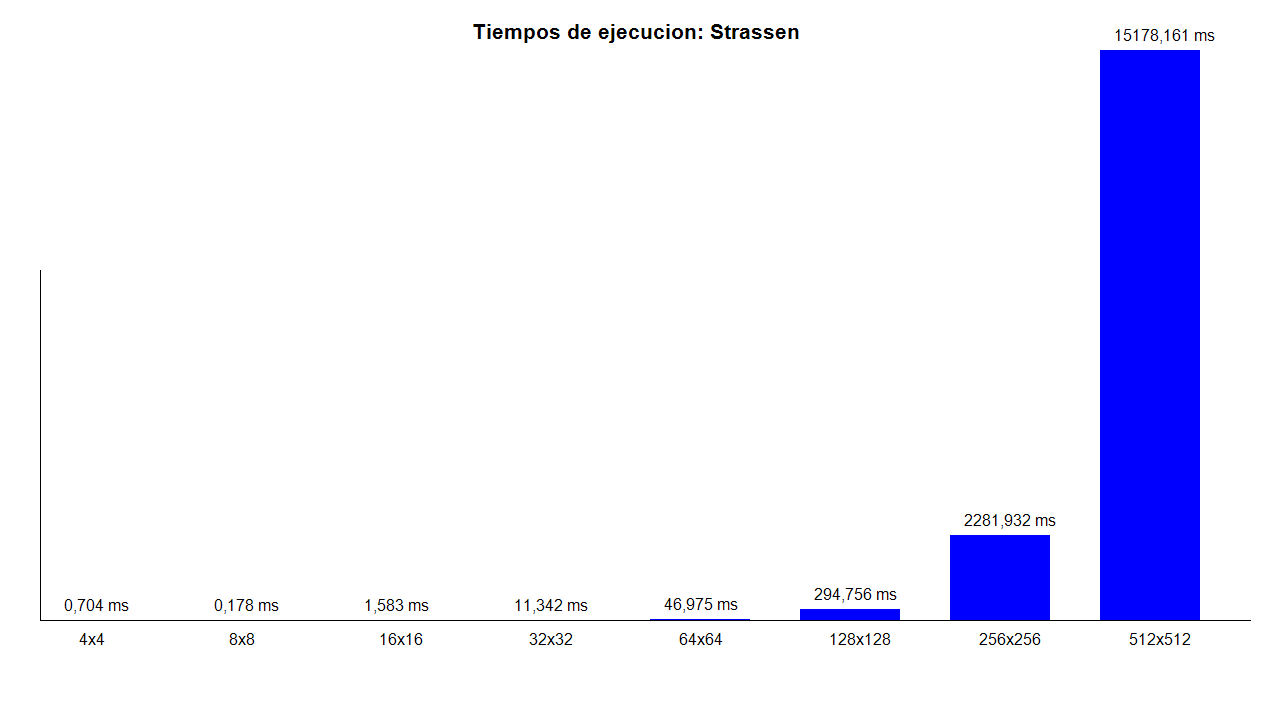 Tiempos de ejecucion: Strassen
15178,161 ms
2281,932 ms
294,756 ms
0,704 ms 0,178 ms 1,583 ms 11,342 ms 46,975 ms
4x4 8x8 16x16 32x32 64x64 128x128 256x256 512x512